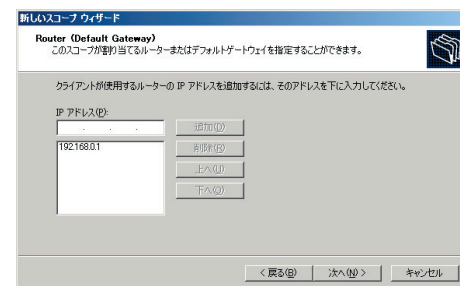 新しいスコープ ウィザード
Router (Default Gateway)
このスコープが割り当てるルーターまたはデフォルトゲートウェイを指定することができます。
クライアントが使用するルーターの IP アドレスを追加するには、そのアドレスを下に入力してください。
IP アドレス(P):
. . .
追加(D)
192.168.0.1
削除(R)
上へ(U)
下へ(O)
< 戻る(B)
次へ(N) >
キャンセル